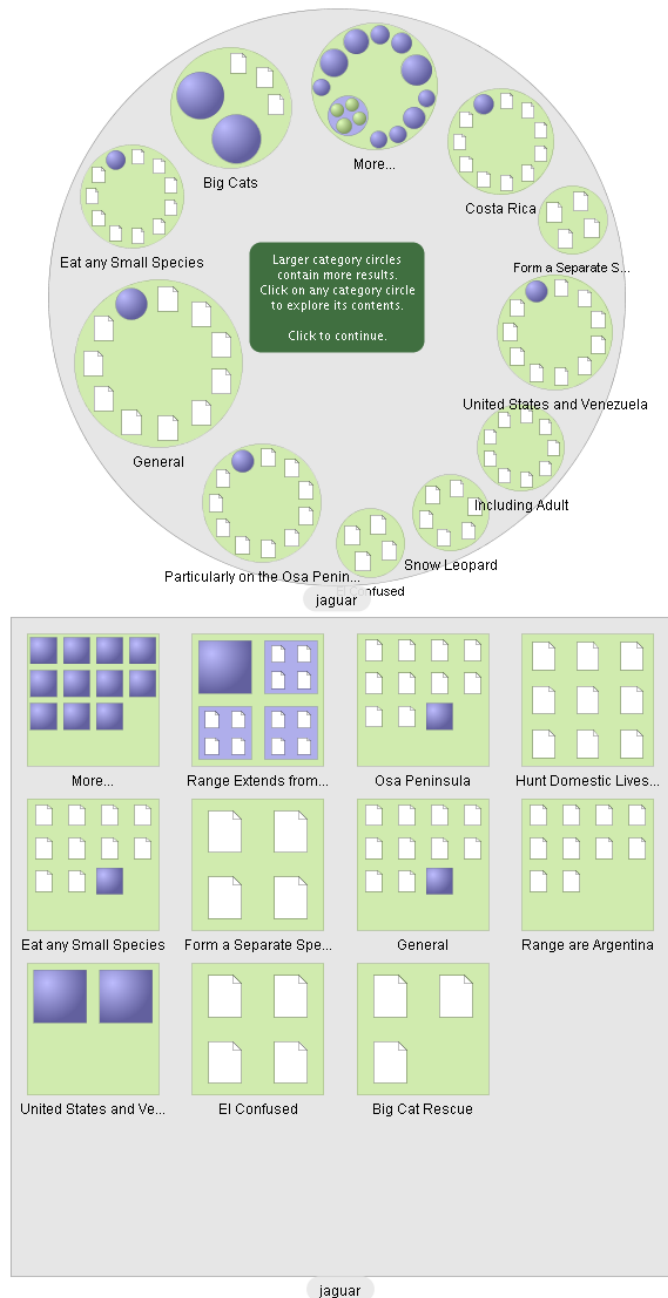 More...
Big Cats
Costa Rica
Eat any Small Species
Form a Separate S...
Larger category circles
contain more results.
Click on any category circle
to explore its contents.
Click to continue.
United States and Venezuela
General
Including Adult
Snow Leopard
Particularly on the Osa Penin...
El Confused
jaguar
More...
Range Extends from...
Osa Peninsula
Hunt Domestic Lives...
Eat any Small Species
Form a Separate Spe...
General
Range are Argentina
United States and Ve...
El Confused
Big Cat Rescue
jaguar